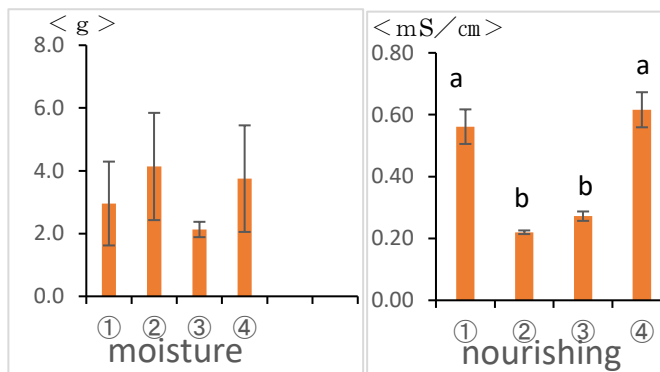 ＜g＞
8.0
6.0
4.0
2.0
0.0
① ② ③ ④
moisture
＜mS／㎝＞
0.80
0.60
0.40
0.20
0.00
a b b a
① ② ③ ④
nourishing